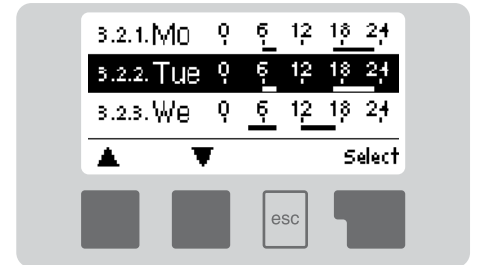 3.2.1. Mo 0 6 12 18 24
3.2.2. Tue 0 6 12 18 24
3.2.3. We 0 6 12 18 24
▲ ▼ Select
esc